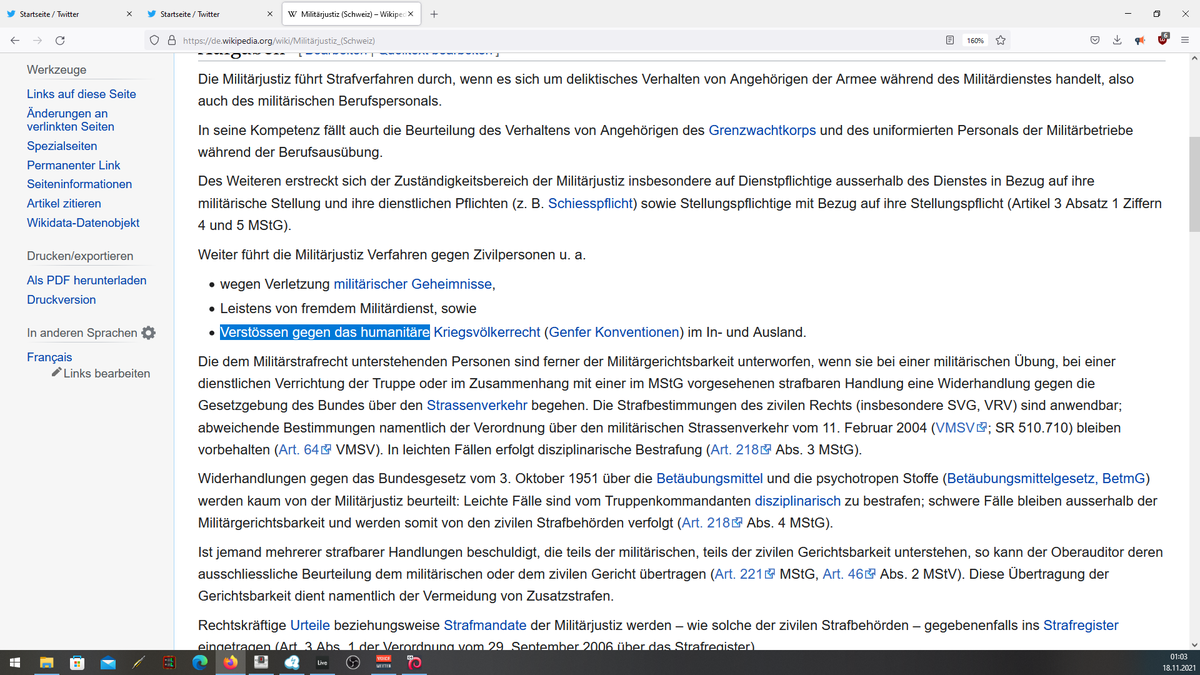 Startseite / Twitter
Startseite / Twitter
W Militärjustiz (Schweiz) – Wikipe
https://de.wikipedia.org/wiki/Militärjustiz_(Schweiz)
160%
6
Werkzeuge
Links auf diese Seite
Änderungen an
verlinkten Seiten
Spezialseiten
Permanenter Link
Seiteninformationen
Artikel zitieren
Wikidata-Datenobjekt
Drucken/exportieren
Als PDF herunterladen
Druckversion
In anderen Sprachen
Français
Links bearbeiten
Die Militärjustiz führt Strafverfahren durch, wenn es sich um deliktisches Verhalten von Angehörigen der Armee während des Militärdienstes handelt, also
auch des militärischen Berufspersonals.
In seine Kompetenz fällt auch die Beurteilung des Verhaltens von Angehörigen des Grenzwachtkorps und des uniformierten Personals der Militärbetriebe
während der Berufsausübung.
Des Weiteren erstreckt sich der Zuständigkeitsbereich der Militärjustiz insbesondere auf Dienstpflichtige ausserhalb des Dienstes in Bezug auf ihre
militärische Stellung und ihre dienstlichen Pflichten (z. B. Schiesspflicht) sowie Stellungspflichtige mit Bezug auf ihre Stellungspflicht (Artikel 3 Absatz 1 Ziffern
4 und 5 MStG).
Weiter führt die Militärjustiz Verfahren gegen Zivilpersonen u. a.
• wegen Verletzung militärischer Geheimnisse,
• Leistens von fremdem Militärdienst, sowie
• Verstössen gegen das humanitäre Kriegsvölkerrecht (Genfer Konventionen) im In- und Ausland.
Die dem Militärstrafrecht unterstehenden Personen sind ferner der Militärgerichtsbarkeit unterworfen, wenn sie bei einer militärischen Übung, bei einer
dienstlichen Verrichtung der Truppe oder im Zusammenhang mit einer im MStG vorgesehenen strafbaren Handlung eine Widerhandlung gegen die
Gesetzgebung des Bundes über den Strassenverkehr begehen. Die Strafbestimmungen des zivilen Rechts (insbesondere SVG, VRV) sind anwendbar;
abweichende Bestimmungen namentlich der Verordnung über den militärischen Strassenverkehr vom 11. Februar 2004 (VMSV; SR 510.710) bleiben
vorbehalten (Art. 64 VMSV). In leichten Fällen erfolgt disziplinarische Bestrafung (Art. 218 Abs. 3 MStG).
Widerhandlungen gegen das Bundesgesetz vom 3. Oktober 1951 über die Betäubungsmittel und die psychotropen Stoffe (Betäubungsmittelgesetz, BetmG)
werden kaum von der Militärjustiz beurteilt: Leichte Fälle sind vom Truppenkommandanten disziplinarisch zu bestrafen; schwere Fälle bleiben ausserhalb der
Militärgerichtsbarkeit und werden somit von den zivilen Strafbehörden verfolgt (Art. 218 Abs. 4 MStG).
Ist jemand mehrerer strafbarer Handlungen beschuldigt, die teils der militärischen, teils der zivilen Gerichtsbarkeit unterstehen, so kann der Oberauditor deren
ausschliessliche Beurteilung dem militärischen oder dem zivilen Gericht übertragen (Art. 221 MStG, Art. 46 Abs. 2 MStV). Diese Übertragung der
Gerichtsbarkeit dient namentlich der Vermeidung von Zusatzstrafen.
Rechtskräftige Urteile beziehungsweise Strafmandate der Militärjustiz werden – wie solche der zivilen Strafbehörden – gegebenenfalls ins Strafregister
eingetragen (Art. 3 Abs. 1 der Verordnung vom 29. September 2006 über das Strafregister)
Live
01:03
18.11.2021